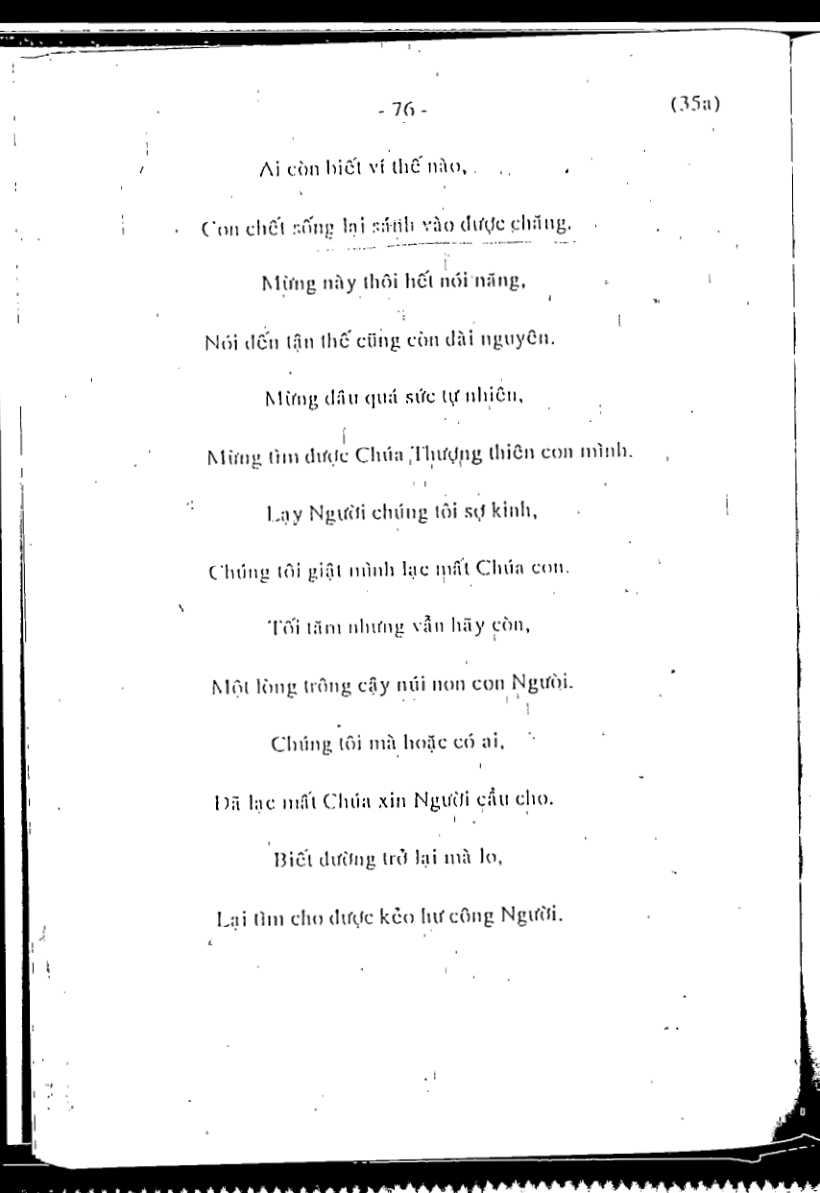 - 76 -
(35a)
Ai còn biết ví thế nào,
Con chết sống lại sánh vào được chăng.
Mừng này thôi hết nói năng,
Nói đến tận thế cũng còn dài nguyên.
Mừng dâu quá sức tự nhiên,
Mừng tìm được Chúa Thượng thiên con mình.
Lạy Người chúng tôi sợ kinh,
Chúng tôi giật mình lạc mất Chúa con.
Tối tăm nhưng vẫn hãy còn,
Một lòng trông cậy núi non con Người.
Chúng tôi mà hoặc có ai,
Đã lạc mất Chúa xin Người cầu cho.
Biết đường trở lại mà lo,
Lại tìm cho được kẻo hư công Người.